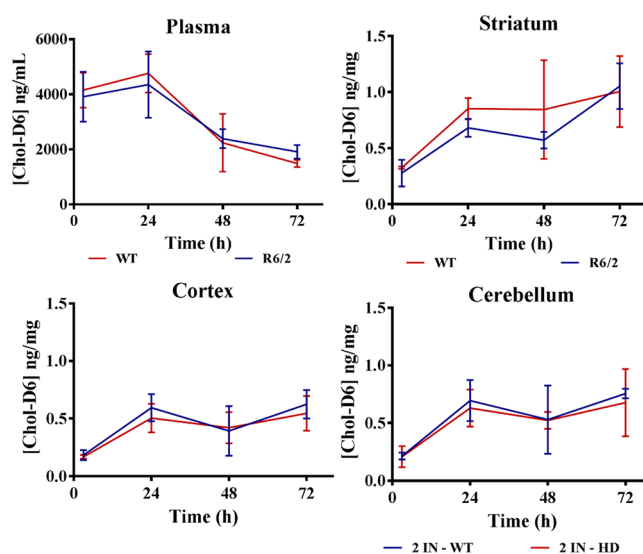 Plasma
[Chol-D6] ng/mL
6000
4000
2000
0
0 24 48 72
Time (h)
WT R6/2
Striatum
[Chol-D6] ng/mg
1.5
1.0
0.5
0.0
0 24 48 72
Time (h)
WT R6/2
Cortex
[Chol-D6] ng/mg
1.5
1.0
0.5
0.0
0 24 48 72
Time (h)
Cerebellum
[Chol-D6] ng/mg
1.5
1.0
0.5
0.0
0 24 48 72
Time (h)
2 IN - WT 2 IN - HD